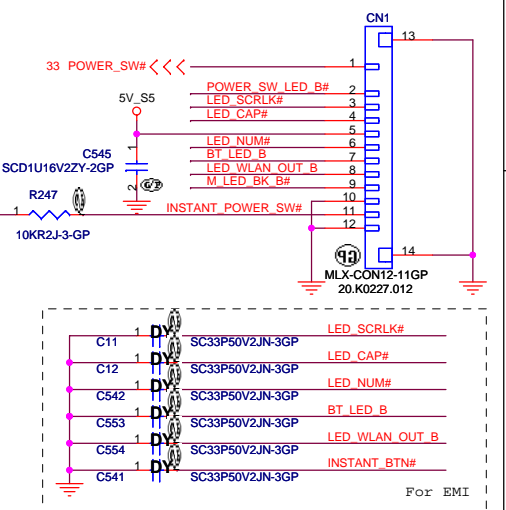 CN1
13
33 POWER_SW#
1
POWER_SW_LED_B#
2
5V_S5
LED_SCRLK#
3
LED_CAP#
4
5
1
LED_NUM#
6
C545
BT_LED_B
7
SCD1U16V2ZY-2GP
LED_WLAN_OUT_B
8
2
M_LED_BK_B#
9
R247
10
1
INSTANT_POWER_SW#
11
12
10KR2J-3-GP
14
MLX-CON12-11GP
20.K0227.012
1
DY
LED_SCRLK#
C11
SC33P50V2JN-3GP
1
DY
LED_CAP#
C12
SC33P50V2JN-3GP
1
DY
LED_NUM#
C542
SC33P50V2JN-3GP
1
DY
BT_LED_B
C553
SC33P50V2JN-3GP
1
DY
LED_WLAN_OUT_B
C554
SC33P50V2JN-3GP
1
DY
INSTANT_BTN#
C541
SC33P50V2JN-3GP
For EMI